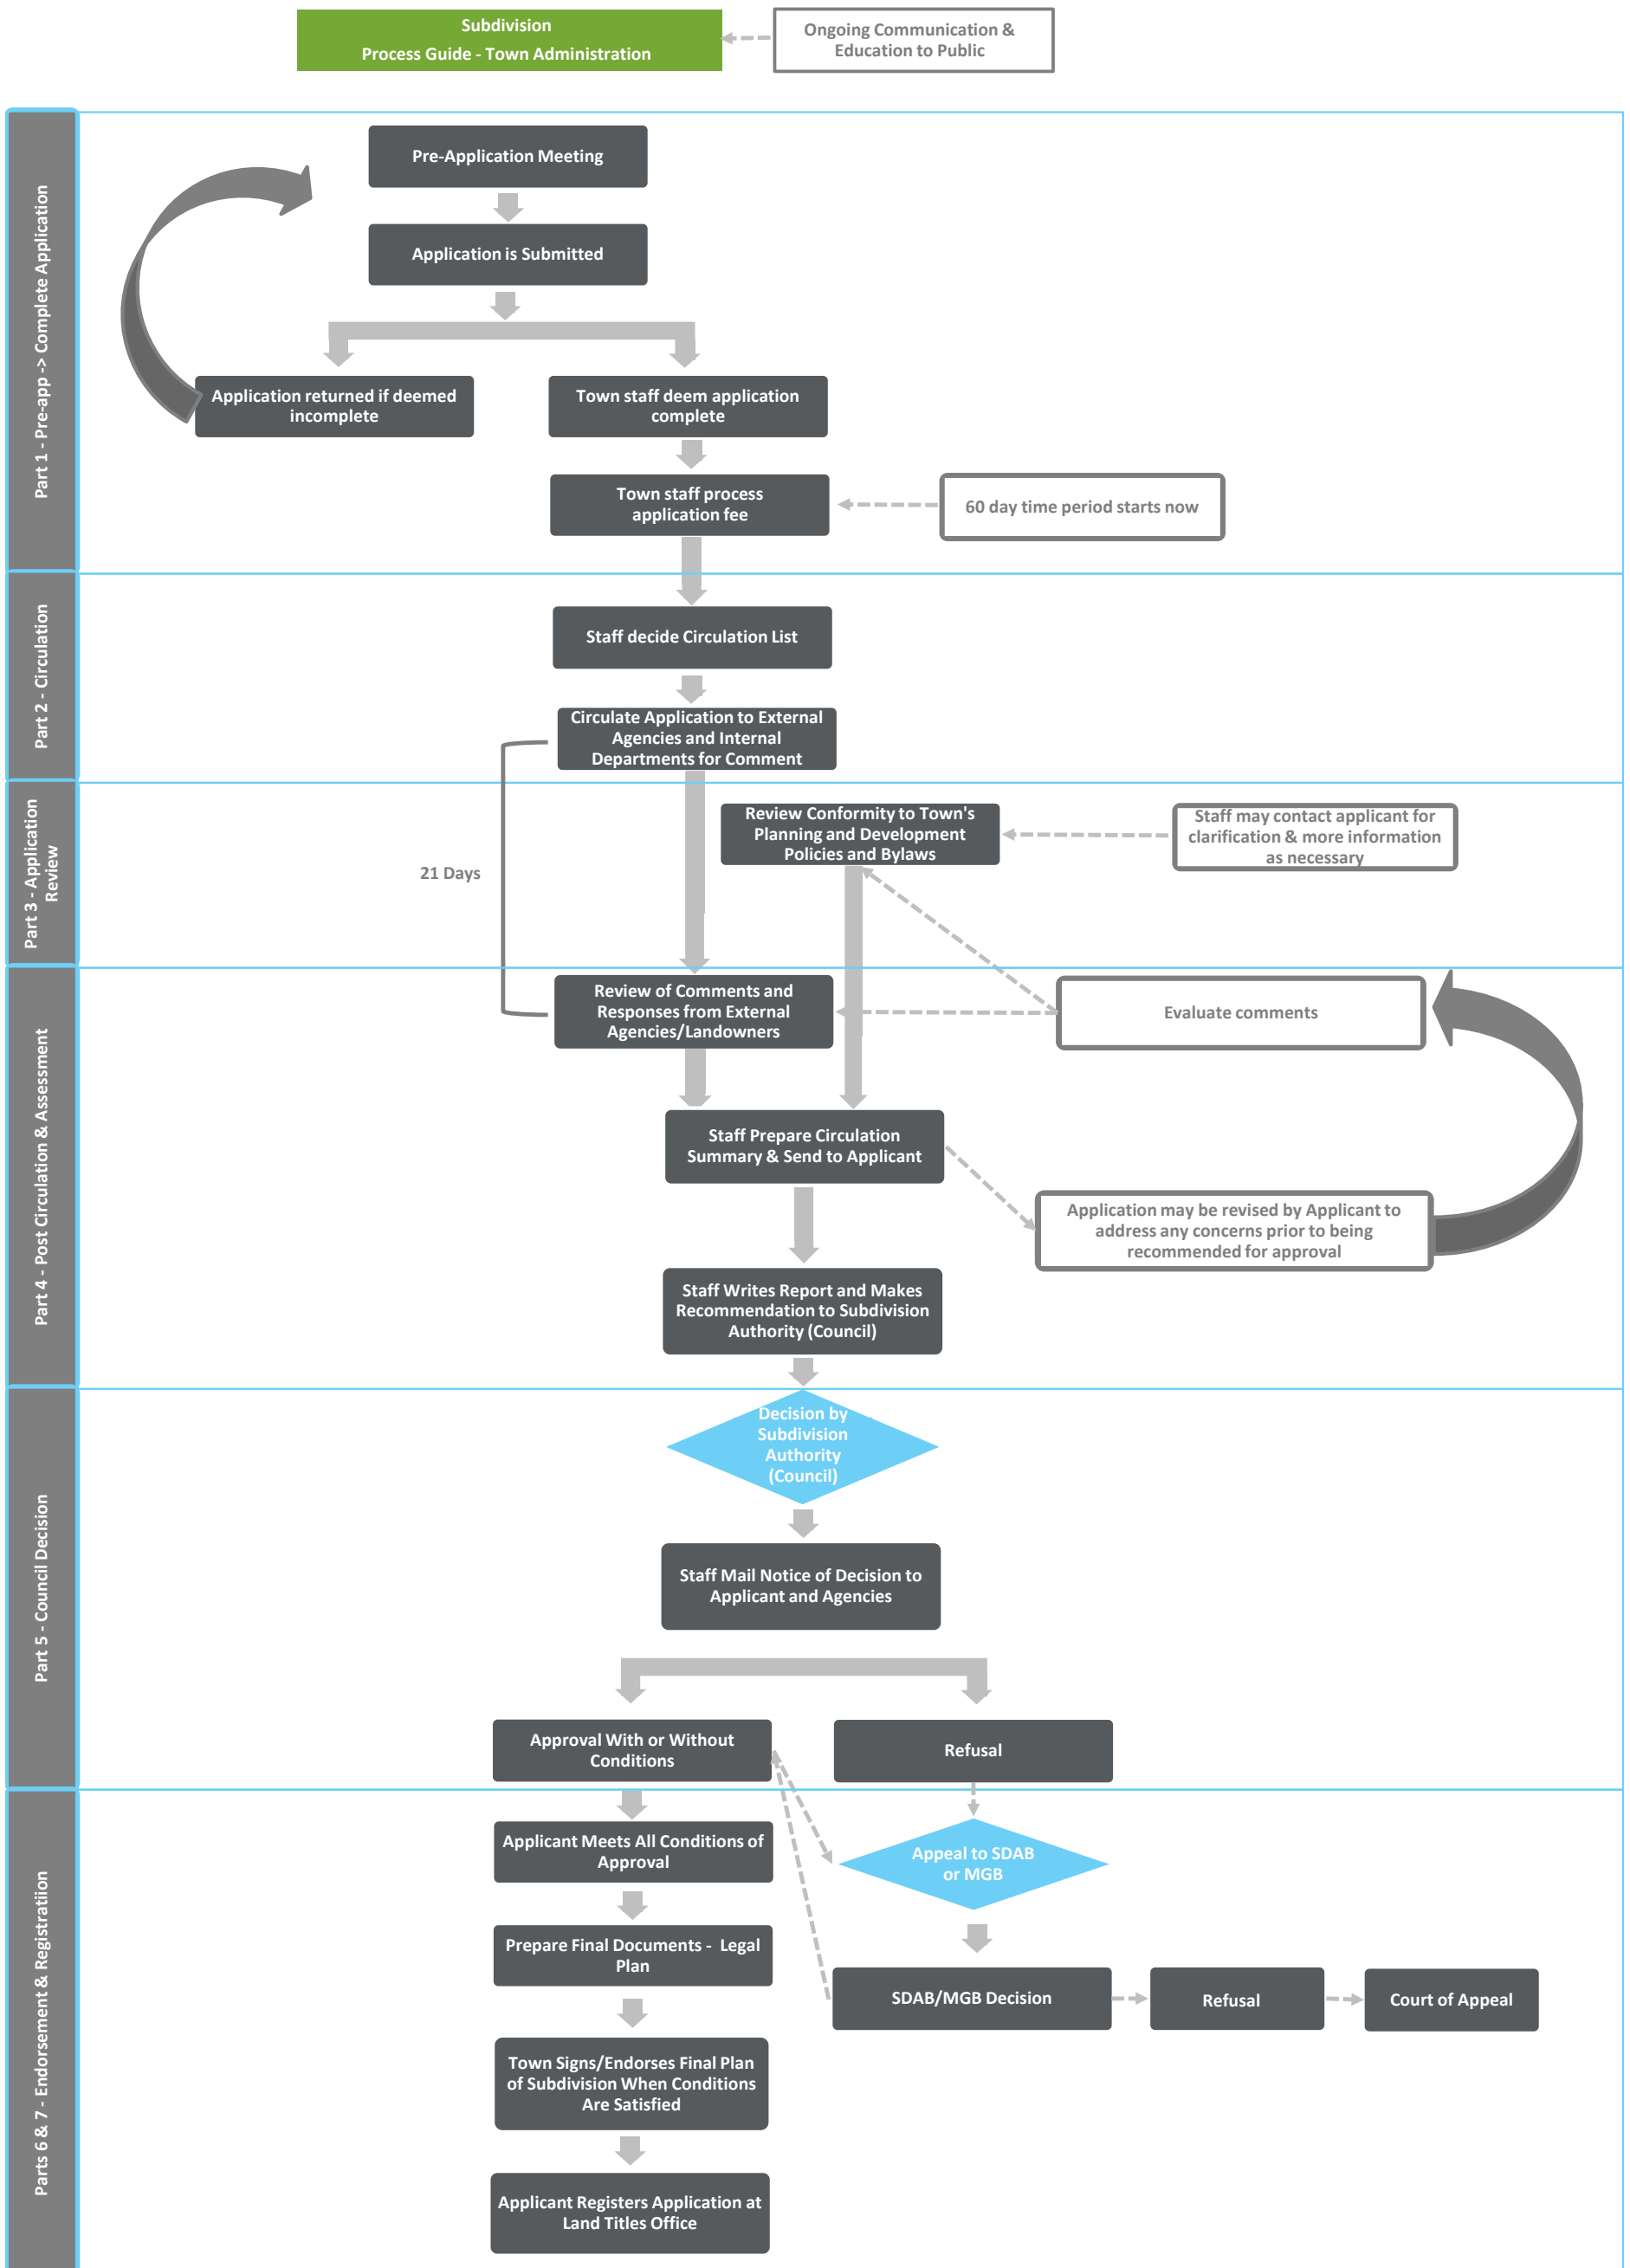 Subdivision
Process Guide - Town Administration
Ongoing Communication &
Education to Public
Part 1 - Pre-app -> Complete Application
Pre-Application Meeting
Application is Submitted
Application returned if deemed
incomplete
Town staff deem application
complete
Town staff process
application fee
60 day time period starts now
Part 2 - Circulation
Staff decide Circulation List
Circulate Application to External
Agencies and Internal
Departments for Comment
Part 3 - Application
Review
21 Days
Review Conformity to Town's
Planning and Development
Policies and Bylaws
Staff may contact applicant for
clarification & more information
as necessary
Part 4 - Post Circulation & Assessment
Review of Comments and
Responses from External
Agencies/Landowners
Evaluate comments
Staff Prepare Circulation
Summary & Send to Applicant
Application may be revised by Applicant to
address any concerns prior to being
recommended for approval
Staff Writes Report and Makes
Recommendation to Subdivision
Authority (Council)
Part 5 - Council Decision
Decision by
Subdivision
Authority
(Council)
Staff Mail Notice of Decision to
Applicant and Agencies
Approval With or Without
Conditions
Refusal
Parts 6 & 7 - Endorsement & Registratiion
Applicant Meets All Conditions of
Approval
Appeal to SDAB
or MGB
Prepare Final Documents - Legal
Plan
SDAB/MGB Decision
Refusal
Court of Appeal
Town Signs/Endorses Final Plan
of Subdivision When Conditions
Are Satisfied
Applicant Registers Application at
Land Titles Office